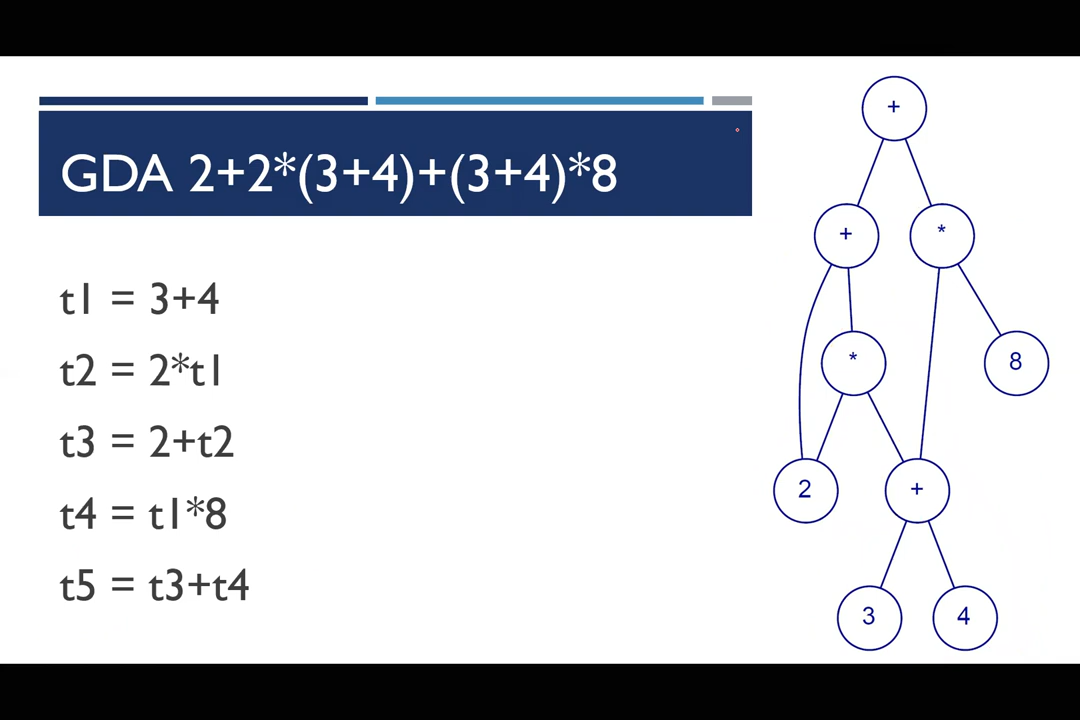 GDA 2+2*(3+4)+(3+4)*8
t1 = 3+4
t2 = 2*t1
t3 = 2+t2
t4 = t1*8
t5 = t3+t4
+
+ *
* 8
2 +
3 4